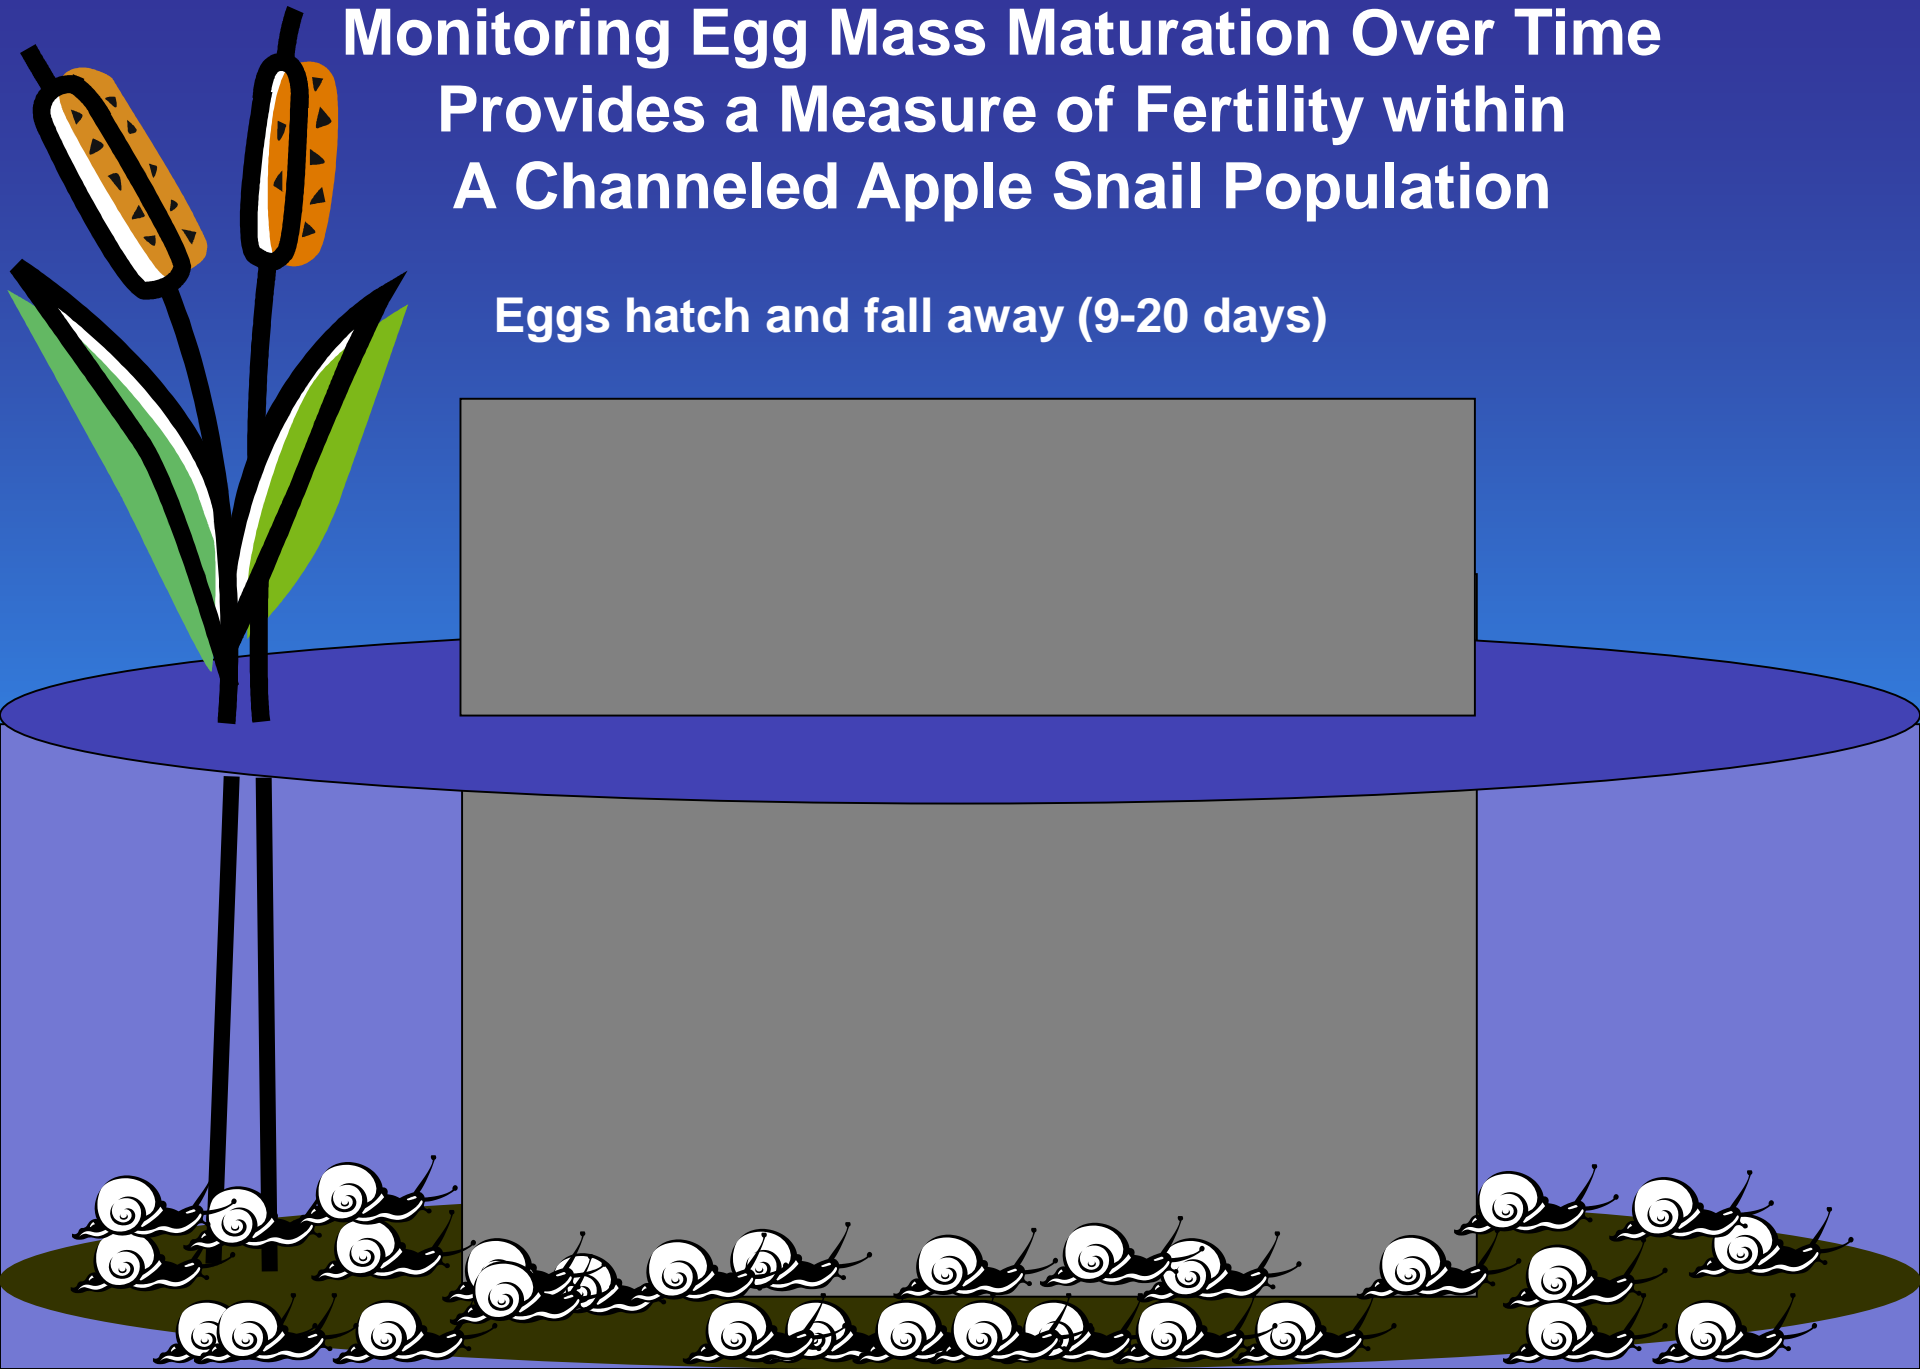 Monitoring Egg Mass Maturation Over Time
Provides a Measure of Fertility within
A Channeled Apple Snail Population
Eggs hatch and fall away (9-20 days)